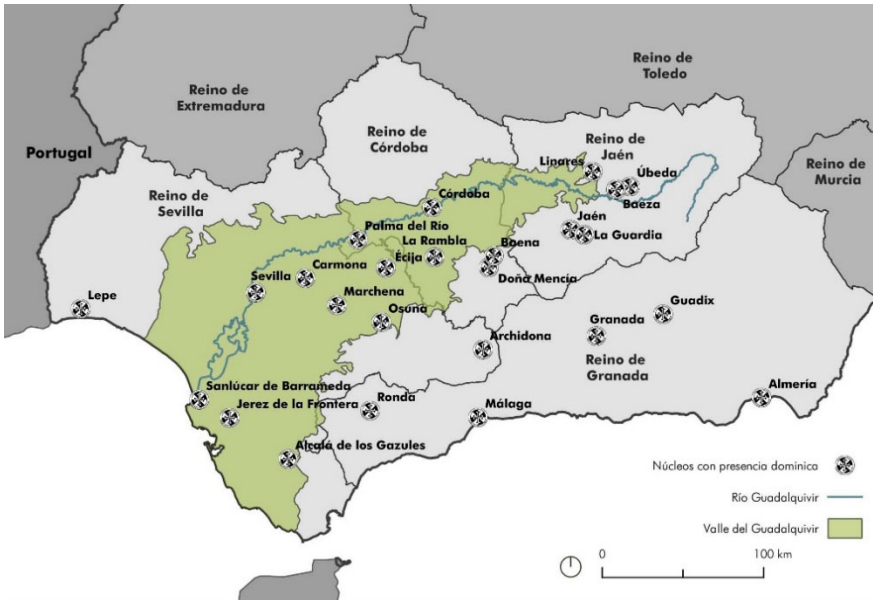 Reino de
Toledo
Reino de
Extremadura
Reino de
Córdoba
Reino de
Jaén
Portugal
Reino de
Murcia
Linares
Úbeda
Baeza
Reino de
Sevilla
Córdoba
Jaén
La Guardia
Palma del Río
La Rambla
Baena
Écija
Carmona
Doña Mencía
Sevilla
Lepe
Marchena
Osuna
Guadix
Granada
Archidona
Reino de
Granada
Sanlúcar de Barrameda
Jerez de la Frontera
Ronda
Málaga
Almería
Alcalá de los Gazules
Núcleos con presencia dominica
Río Guadalquivir
Valle del Guadalquivir
0
100 km